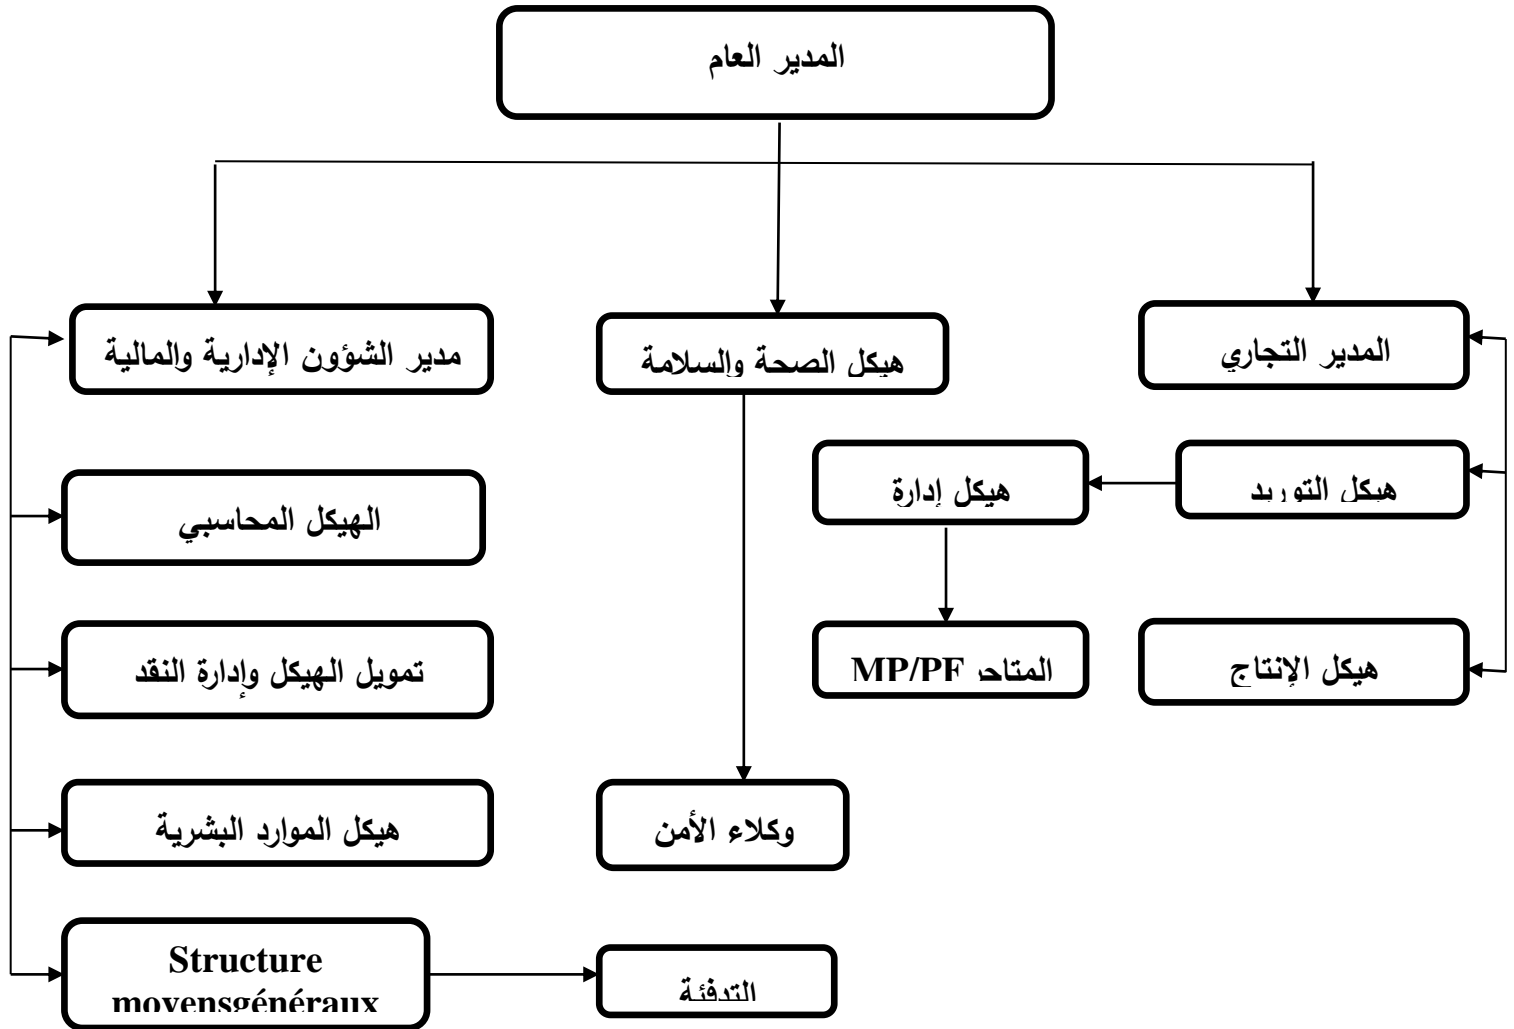 المدير العام
المدير التجاري
هيكل الصحة والسلامة
مدير الشؤون الإدارية والمالية
هيكل التوريد
هيكل إدارة
الهيكل المحاسبي
هيكل الإنتاج
المتاجر MP/PF
تمويل الهيكل وإدارة النقد
وكلاء الأمن
هيكل الموارد البشرية
Structure
moyensgénéraux
التدفئة